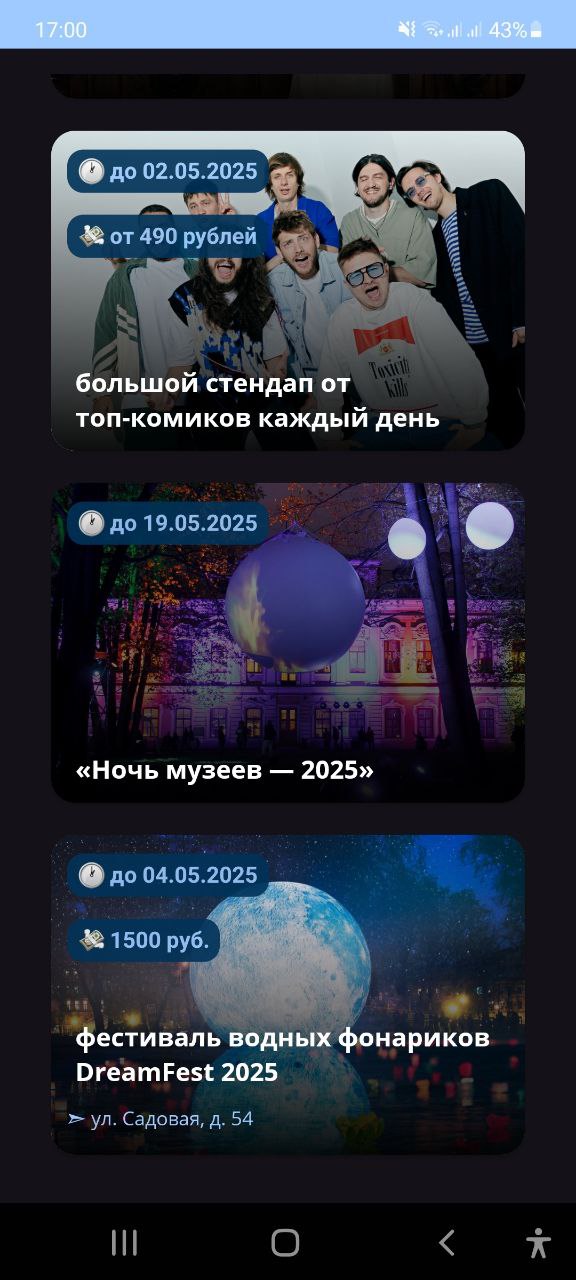 17:00
43%
до 02.05.2025
от 490 рублей
Toxicity
kills
большой стендап от
топ-комиков каждый день
до 19.05.2025
«Ночь музеев — 2025»
до 04.05.2025
1500 руб.
фестиваль водных фонариков
DreamFest 2025
ул. Садовая, д. 54